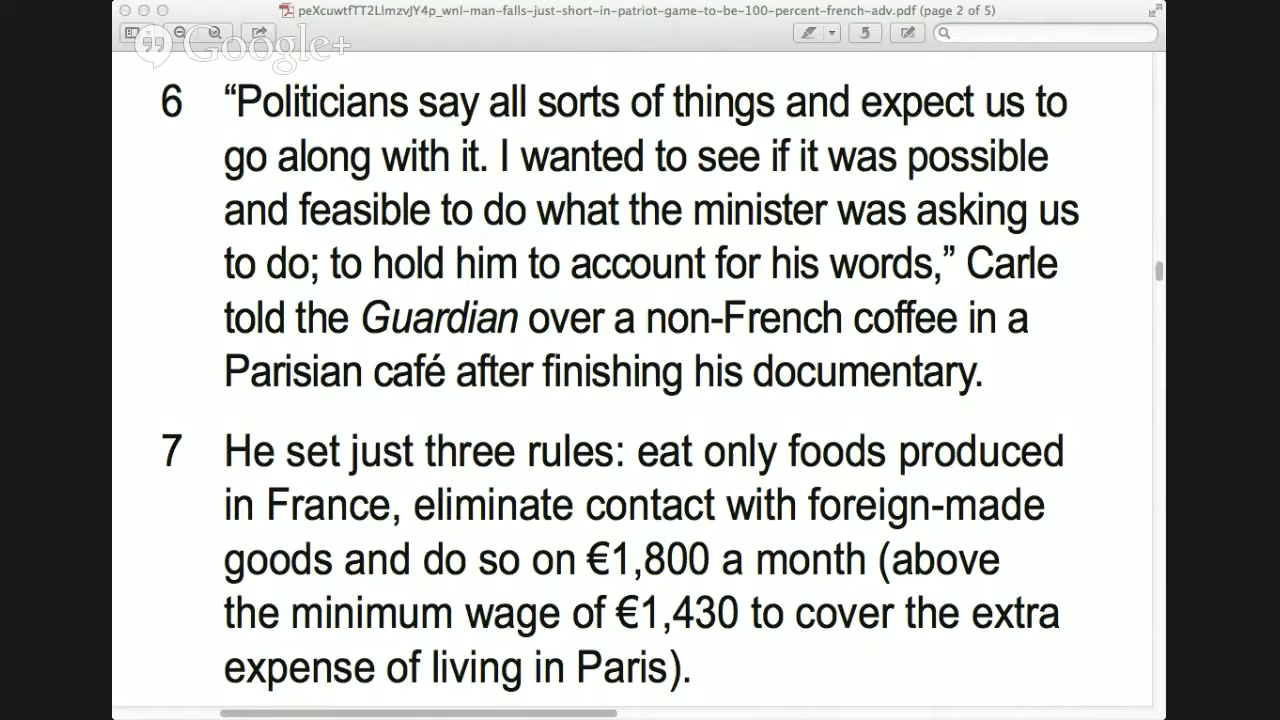 peXcuwtfTT2LlmzvJY4p_wnl-man-falls-just-short-in-patriot-game-to-be-100-percent-french-adv.pdf (page 2 of 5)
Google+
6 “Politicians say all sorts of things and expect us to
go along with it. I wanted to see if it was possible
and feasible to do what the minister was asking us
to do; to hold him to account for his words,” Carle
told the Guardian over a non-French coffee in a
Parisian café after finishing his documentary.
7 He set just three rules: eat only foods produced
in France, eliminate contact with foreign-made
goods and do so on €1,800 a month (above
the minimum wage of €1,430 to cover the extra
expense of living in Paris).